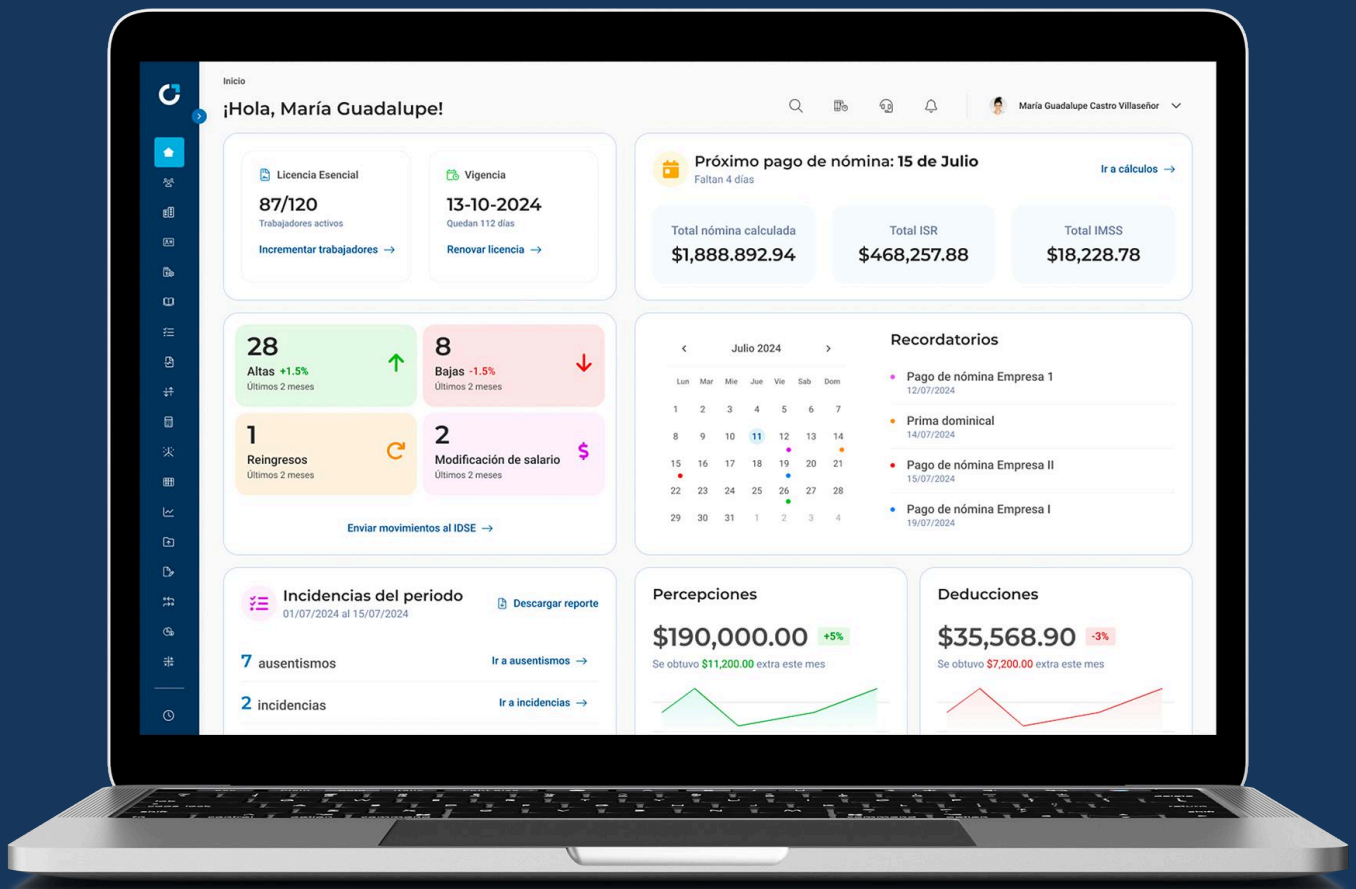 Inicio
¡Hola, María Guadalupe!
María Guadalupe Castro Villaseñor
Licencia Esencial
87/120
Trabajadores activos
Incrementar trabajadores →
Vigencia
13-10-2024
Quedan 112 días
Renovar licencia →
Próximo pago de nómina: 15 de Julio
Faltan 4 días
Ir a cálculos →
Total nómina calculada
$1,888.892.94
Total ISR
$468,257.88
Total IMSS
$18,228.78
28
Altas +1.5%
Últimos 2 meses
8
Bajas -1.5%
Últimos 2 meses
1
Reingresos
Últimos 2 meses
2
Modificación de salario
Últimos 2 meses
$
Enviar movimientos al IDSE →
Julio 2024
Lun Mar Mie Jue Vie Sab Dom
1 2 3 4 5 6 7
8 9 10 11 12 13 14
15 16 17 18 19 20 21
22 23 24 25 26 27 28
29 30 31 1 2 3 4
Recordatorios
Pago de nómina Empresa 1
12/07/2024
Prima dominical
14/07/2024
Pago de nómina Empresa II
15/07/2024
Pago de nómina Empresa I
19/07/2024
Incidencias del periodo
01/07/2024 al 15/07/2024
Descargar reporte
7 ausentismos
Ir a ausentismos →
2 incidencias
Ir a incidencias →
Percepciones
$190,000.00 +5%
Se obtuvo $11,200.00 extra este mes
Deducciones
$35,568.90 -3%
Se obtuvo $7,200.00 extra este mes